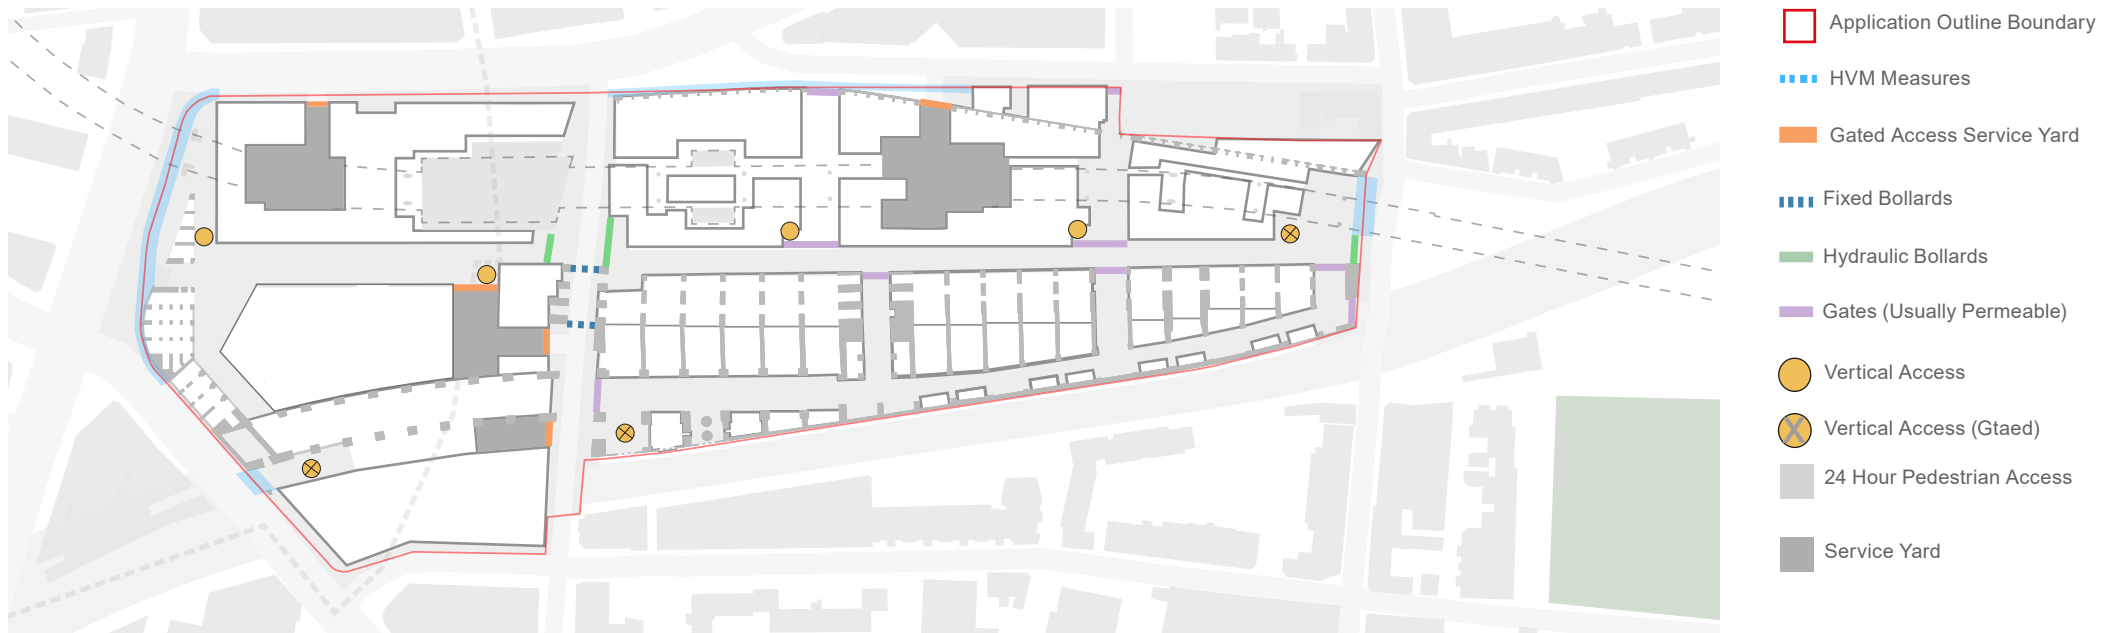 Application Outline Boundary
HVM Measures
Gated Access Service Yard
Fixed Bollards
Hydraulic Bollards
Gates (Usually Permeable)
Vertical Access
Vertical Access (Gtaed)
24 Hour Pedestrian Access
Service Yard